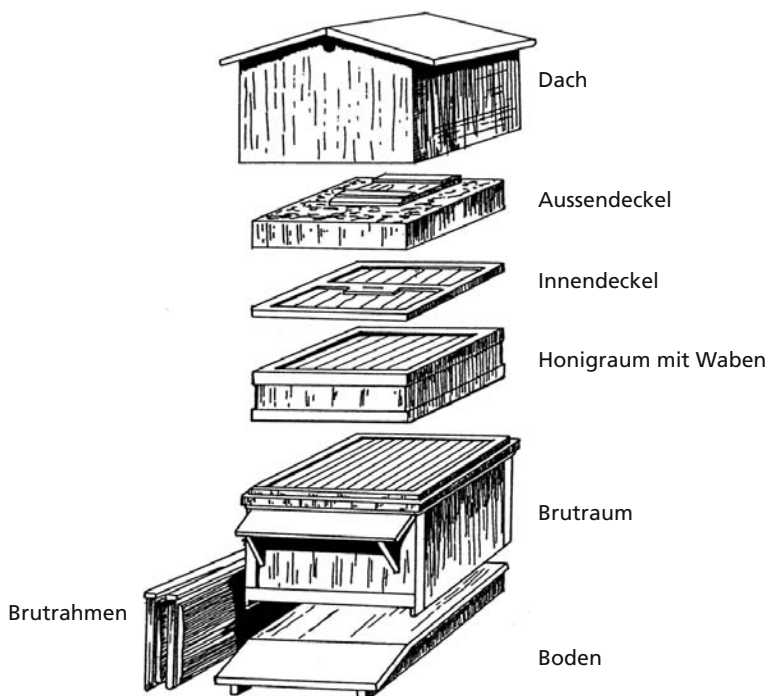 Dach
Aussendeckel
Innendeckel
Honigraum mit Waben
Brutraum
Brutrahmen
Boden